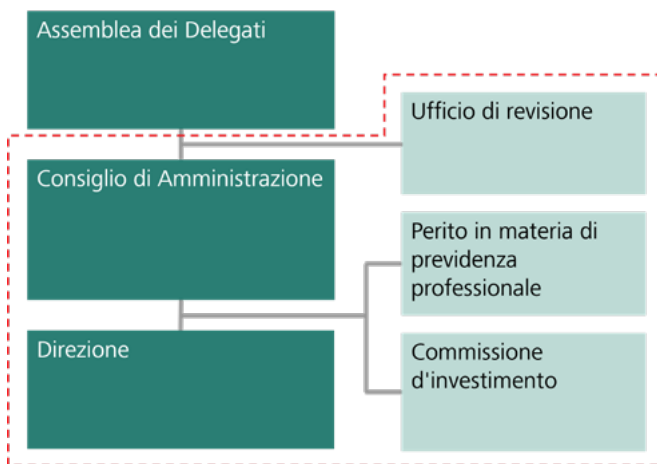 Assemblea dei Delegati
Ufficio di revisione
Consiglio di Amministrazione
Perito in materia di
previdenza
professionale
Direzione
Commissione
d'investimento